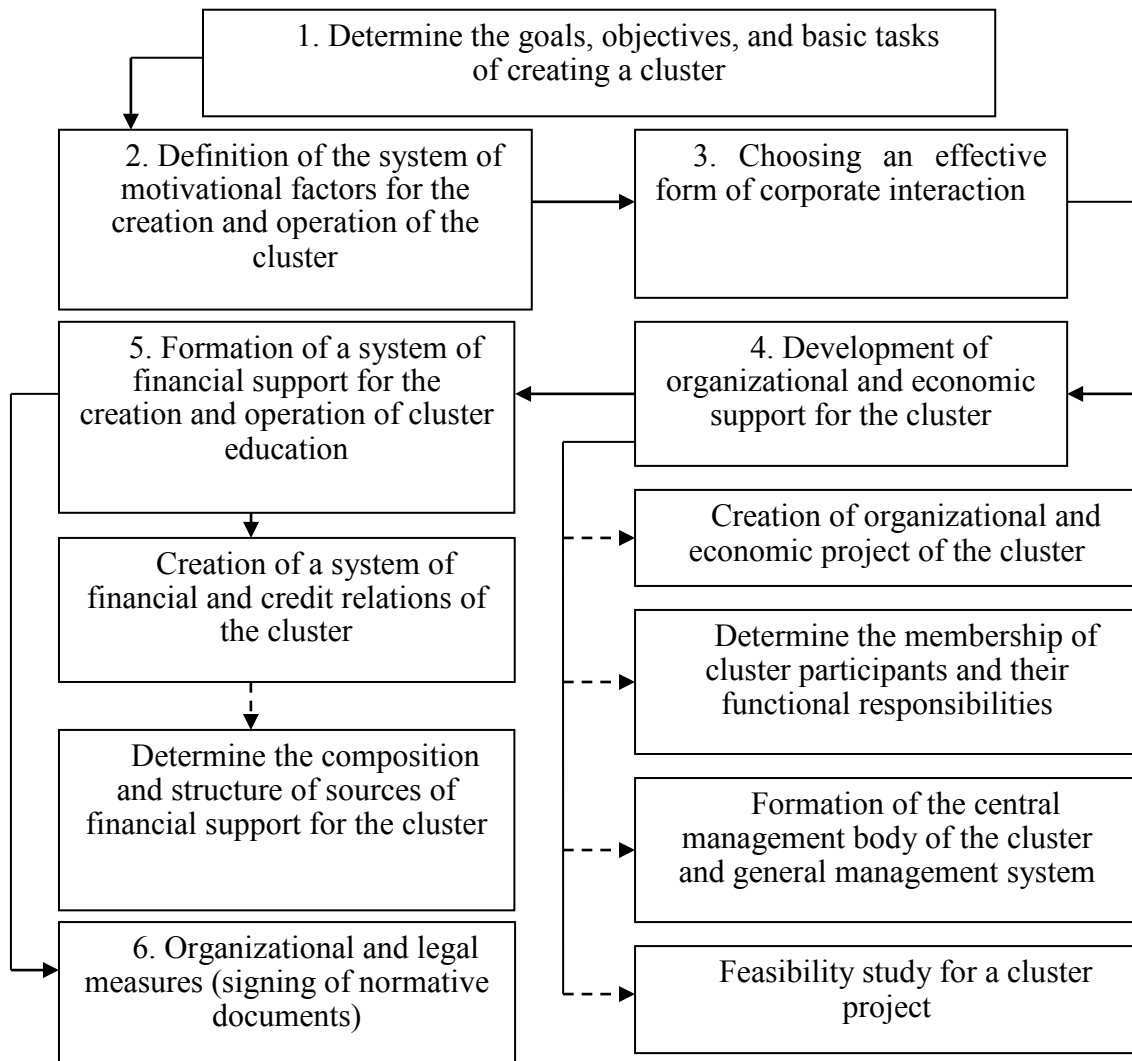 1. Determine the goals, objectives, and basic tasks
of creating a cluster
2. Definition of the system of
motivational factors for the
creation and operation of the
cluster
3. Choosing an effective
form of corporate interaction
5. Formation of a system of
financial support for the
creation and operation of cluster
education
4. Development of
organizational and economic
support for the cluster
Creation of a system of
financial and credit relations of
the cluster
Determine the composition
and structure of sources of
financial support for the cluster
6. Organizational and legal
measures (signing of normative
documents)
Creation of organizational and
economic project of the cluster
Determine the membership of
cluster participants and their
functional responsibilities
Formation of the central
management body of the cluster
and general management system
Feasibility study for a cluster
project